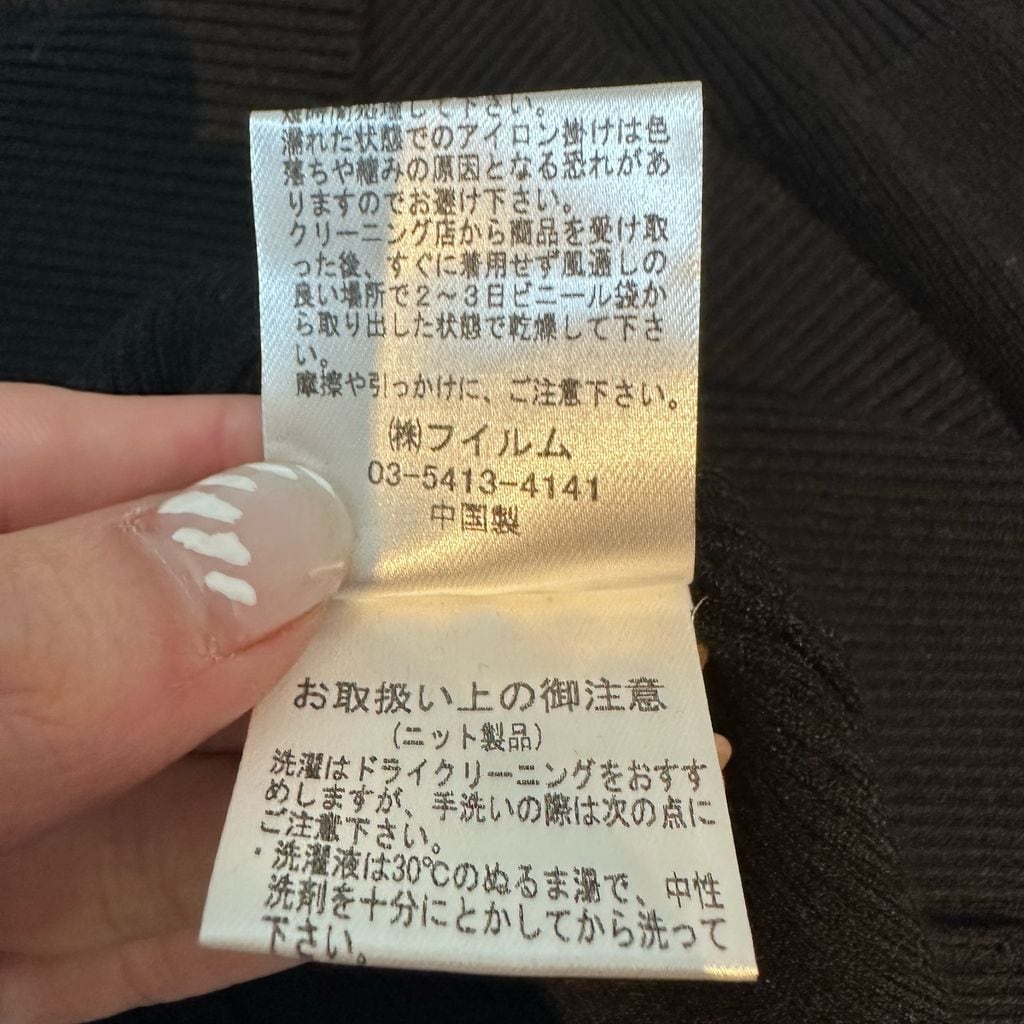 して下さい。
濡れた状態でのアイロン掛けは色
落ちや縮みの原因となる恐れがあ
りますのでお避け下さい。
クリーニング店から商品を受け取
った後、すぐに着用せず風通しの
良い場所で2～3日ビニール袋か
ら取り出した状態で乾燥して下さ
い。
摩擦や引っかけに、ご注意下さい。
㈱フイルム
03-5413-4141
中国製
お取扱い上の御注意
(ニット製品)
洗濯はドライクリーニングをおすす
めしますが、手洗いの際は次の点に
ご注意下さい。
・洗濯液は30℃のぬるま湯で、中性
洗剤を十分にとかしてから洗って
下さい。